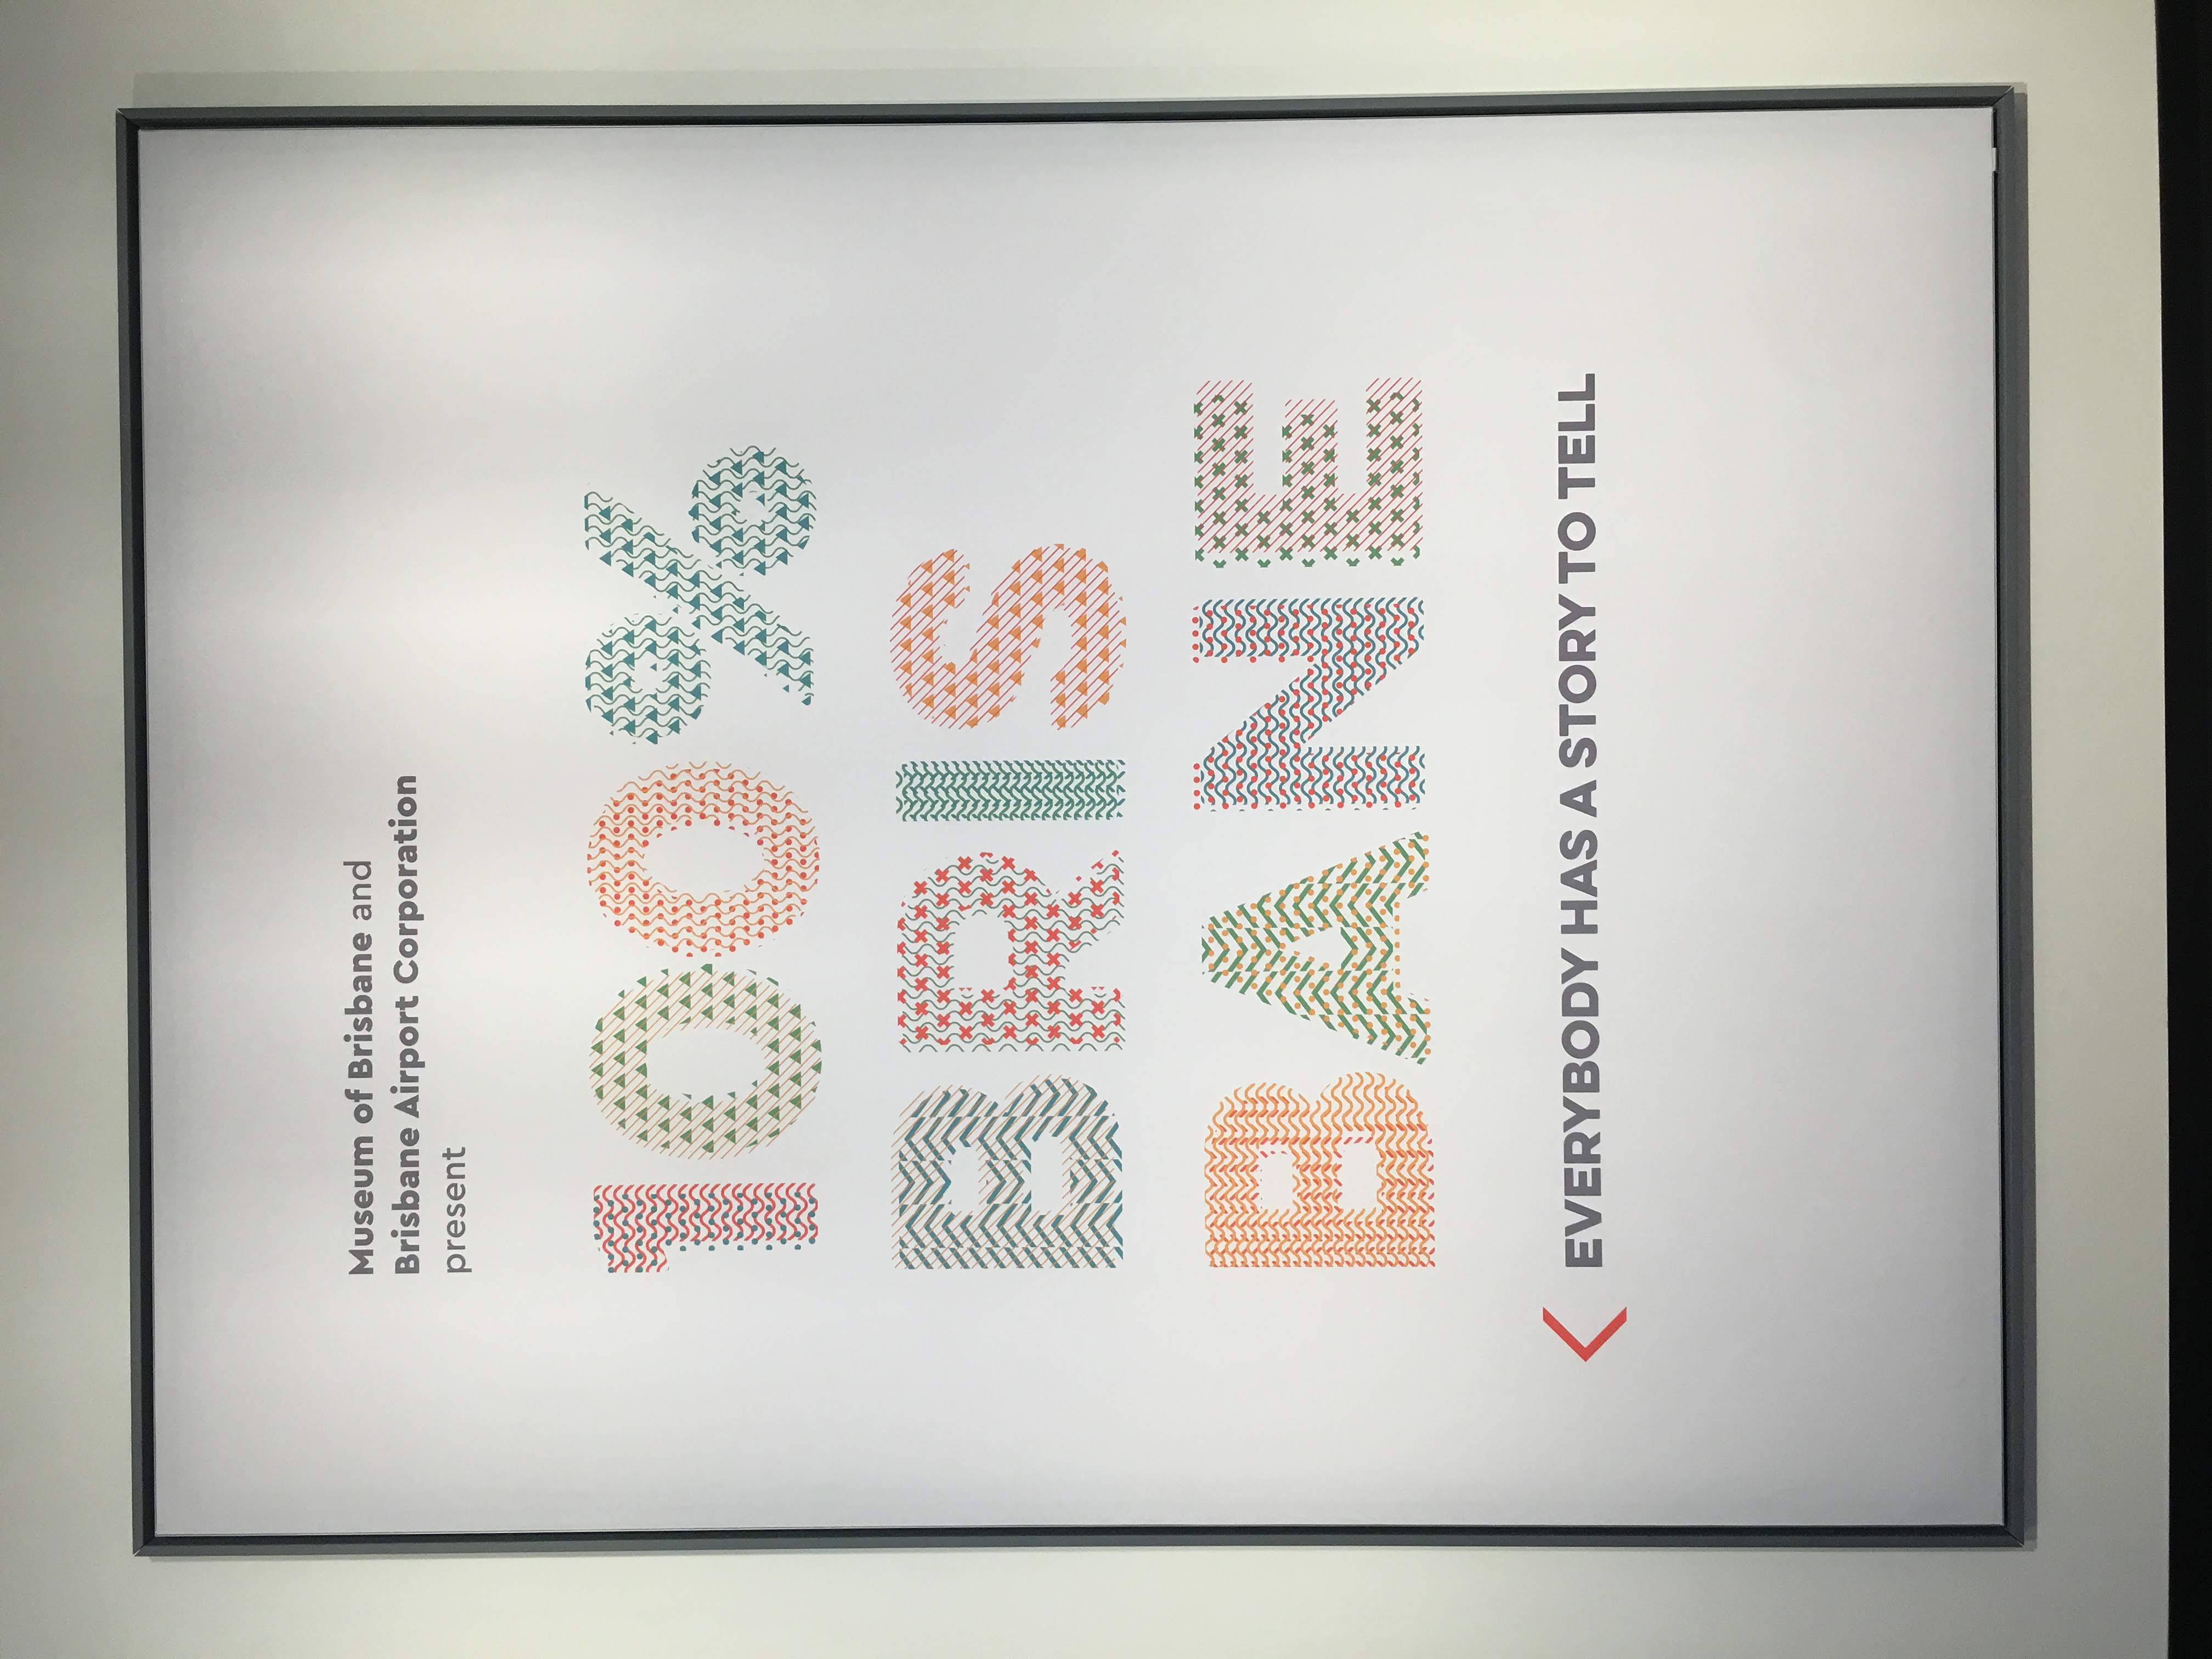 Museum of Brisbane and
Brisbane Airport Corporation
present
100%
BRIS
BANE
EVERYBODY HAS A STORY TO TELL